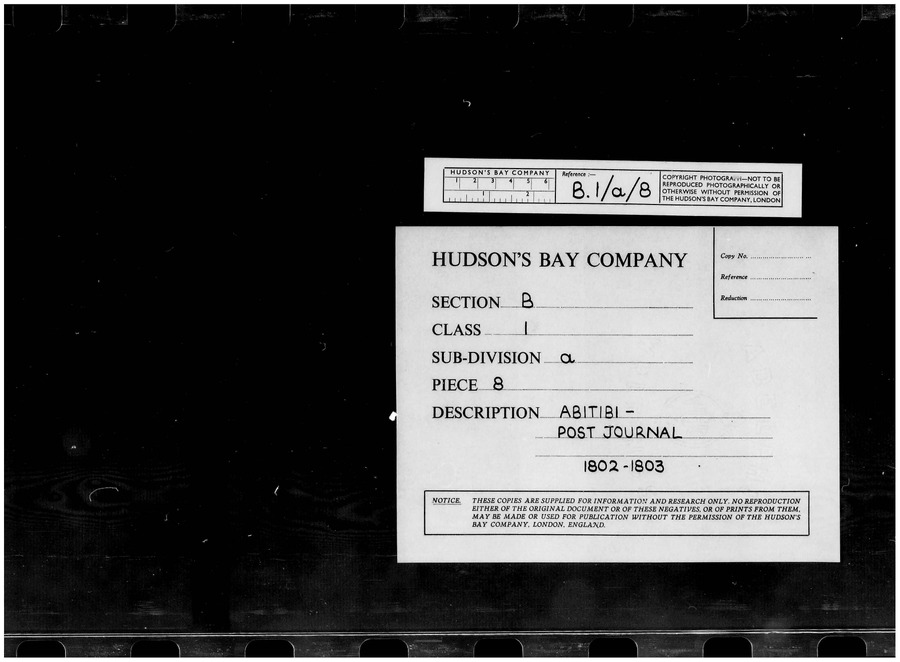 HUDSON'S BAY COMPANY
1 2 3 4 5 6
1 2
Reference :—
B.1/a/8
COPYRIGHT PHOTOGRAPH—NOT TO BE
REPRODUCED PHOTOGRAPHICALLY OR
OTHERWISE WITHOUT PERMISSION OF
THE HUDSON'S BAY COMPANY, LONDON
HUDSON'S BAY COMPANY
Copy No.
Reference
Reduction
SECTION B
CLASS 1
SUB-DIVISION a
PIECE 8
DESCRIPTION ABITIBI –
POST JOURNAL
1802-1803
NOTICE. THESE COPIES ARE SUPPLIED FOR INFORMATION AND RESEARCH ONLY. NO REPRODUCTION
EITHER OF THE ORIGINAL DOCUMENT OR OF THESE NEGATIVES, OR OF PRINTS FROM THEM,
MAY BE MADE OR USED FOR PUBLICATION WITHOUT THE PERMISSION OF THE HUDSON'S
BAY COMPANY, LONDON, ENGLAND.